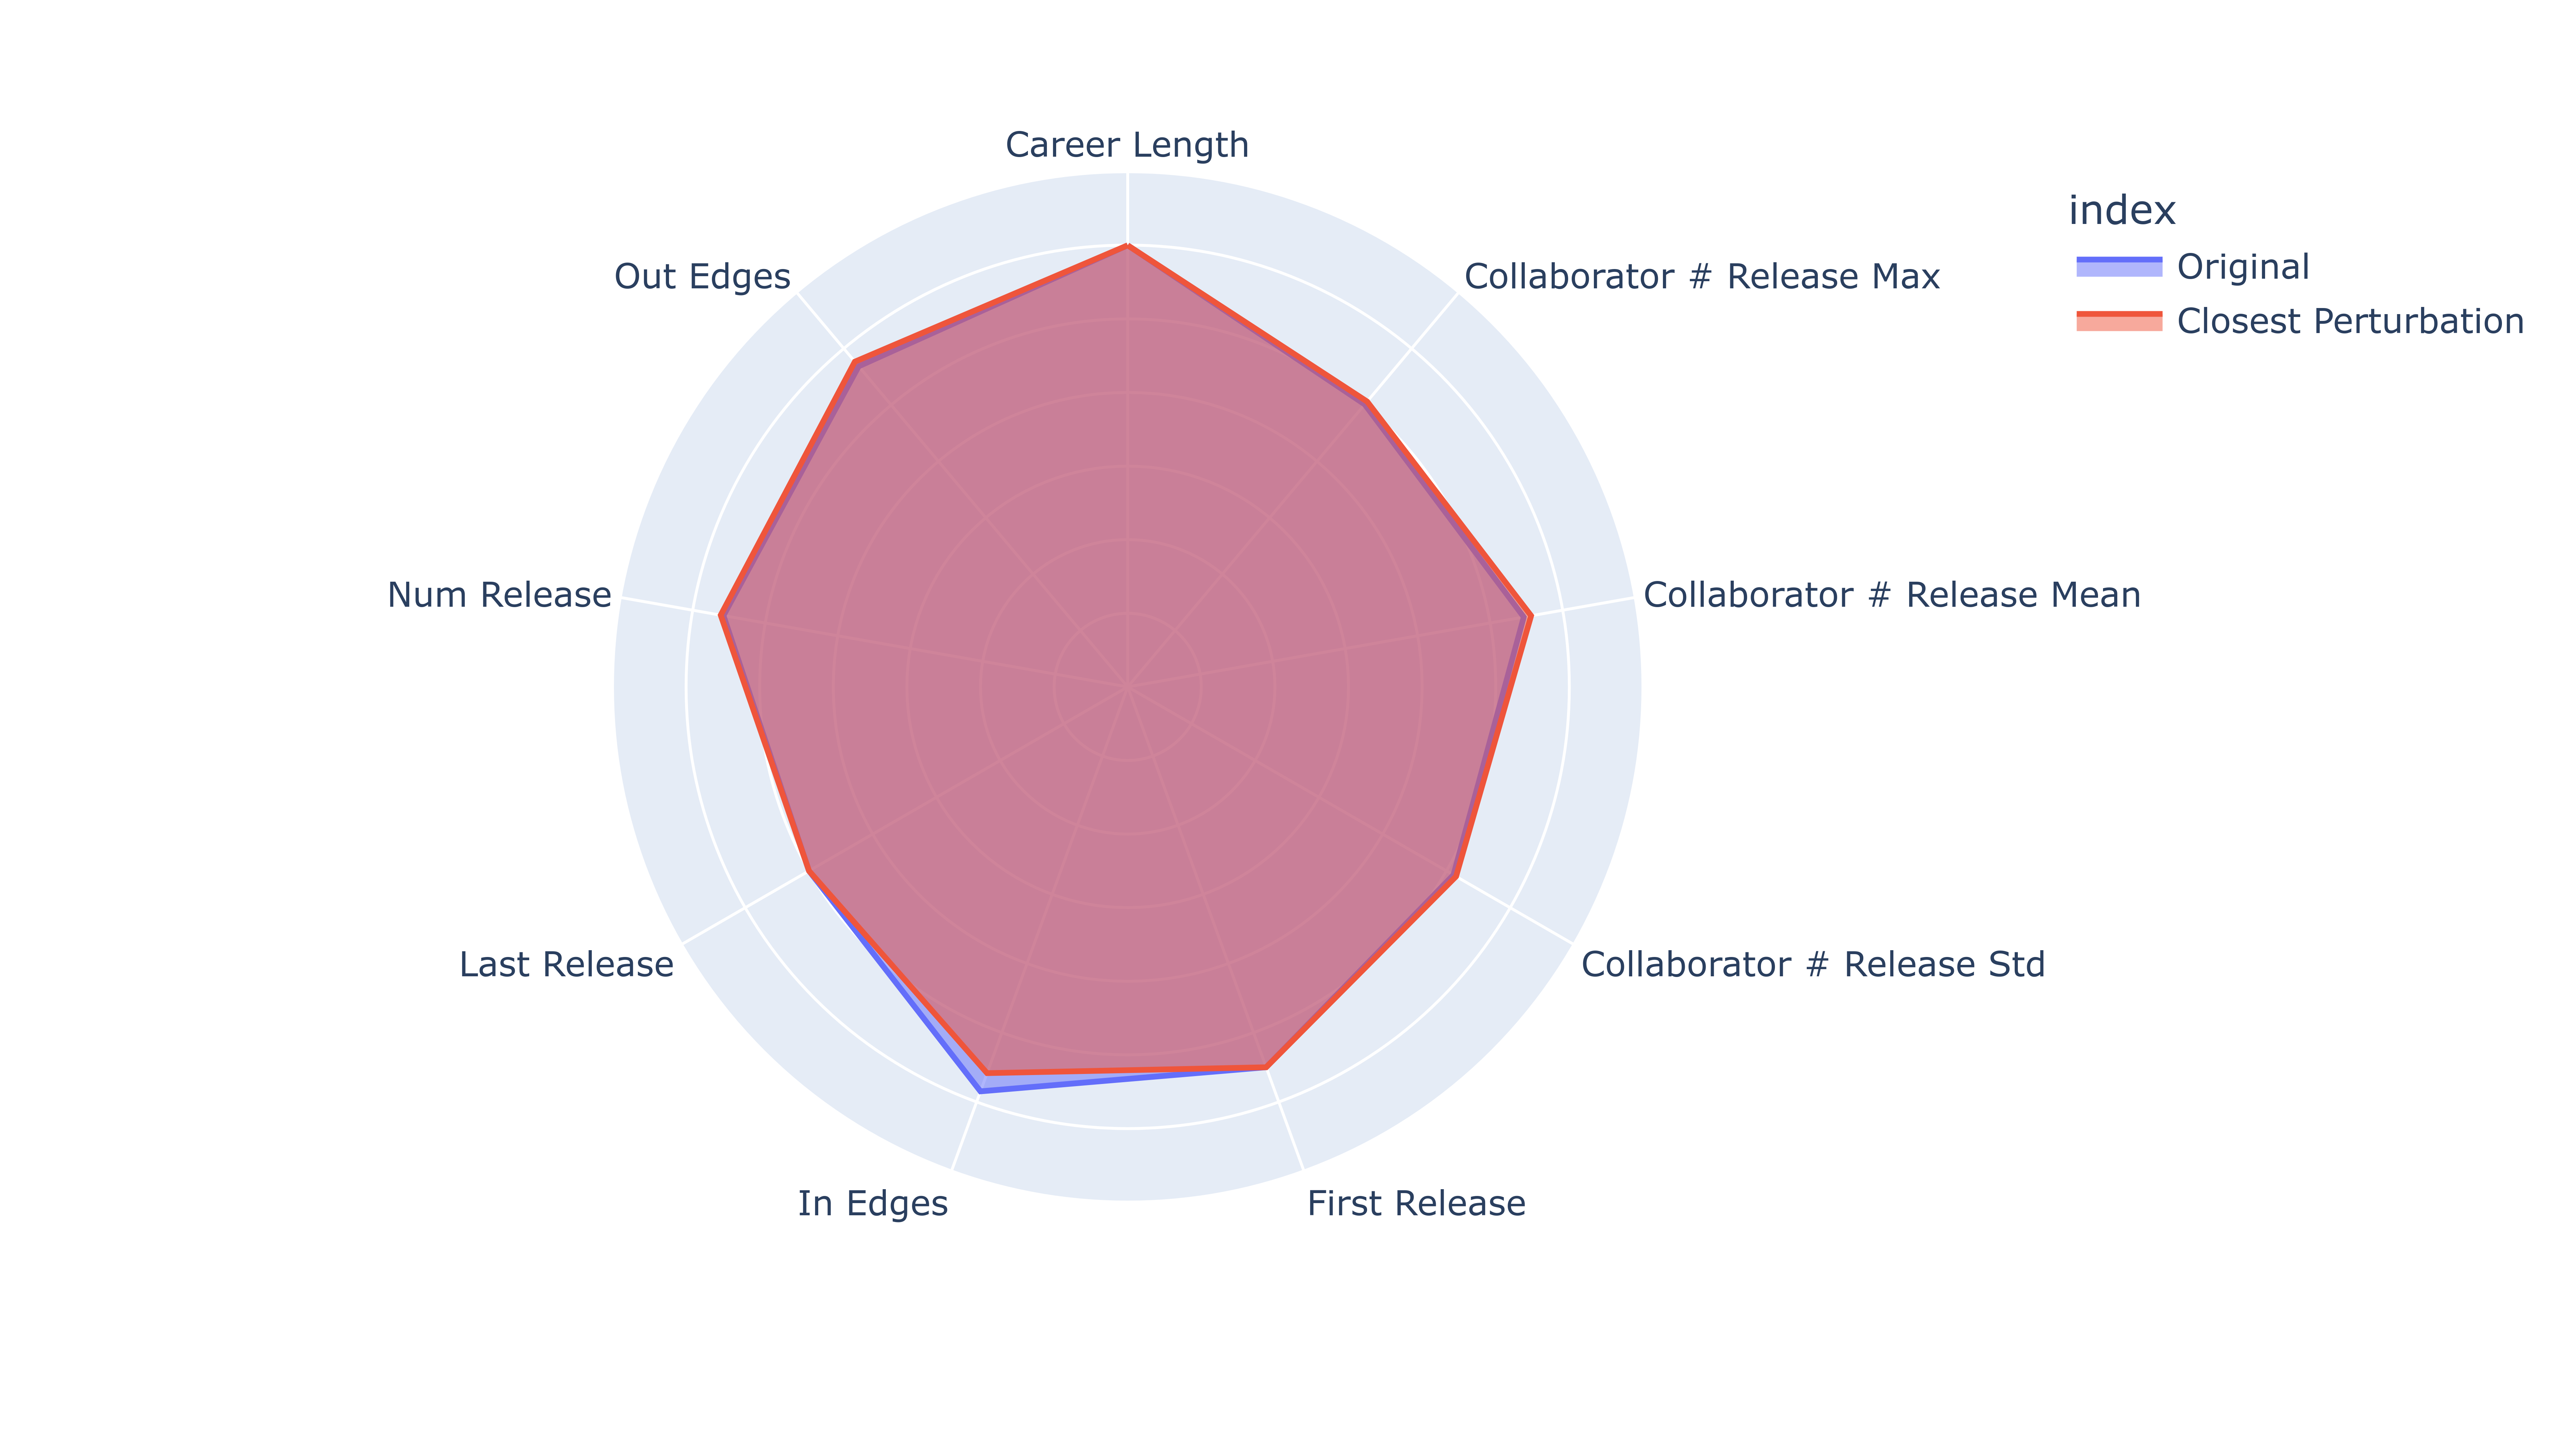 Career Length
Out Edges
Collaborator # Release Max
index
Original
Closest Perturbation
Num Release
Collaborator # Release Mean
Last Release
Collaborator # Release Std
In Edges
First Release